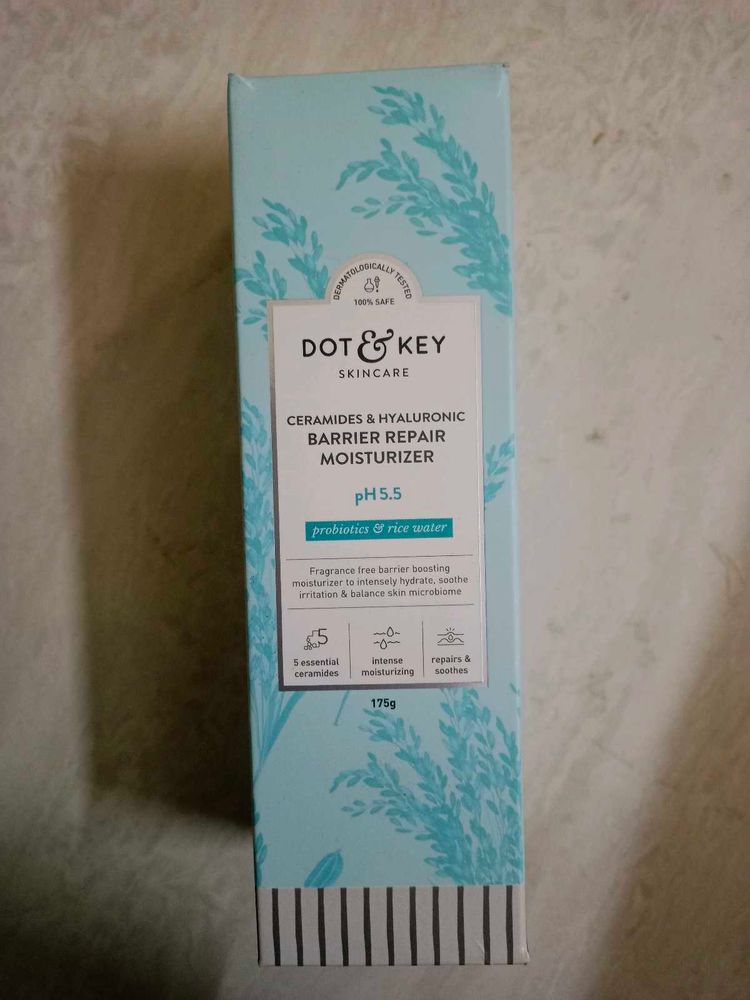 DERMATOLOGICALLY TESTED
100% SAFE
DOT & KEY
SKINCARE
CERAMIDES & HYALURONIC
BARRIER REPAIR
MOISTURIZER
pH 5.5
probiotics & rice water
Fragrance free barrier boosting
moisturizer to intensely hydrate, soothe
irritation & balance skin microbiome
5
5 essential
ceramides
intense
moisturizing
repairs &
soothes
175g